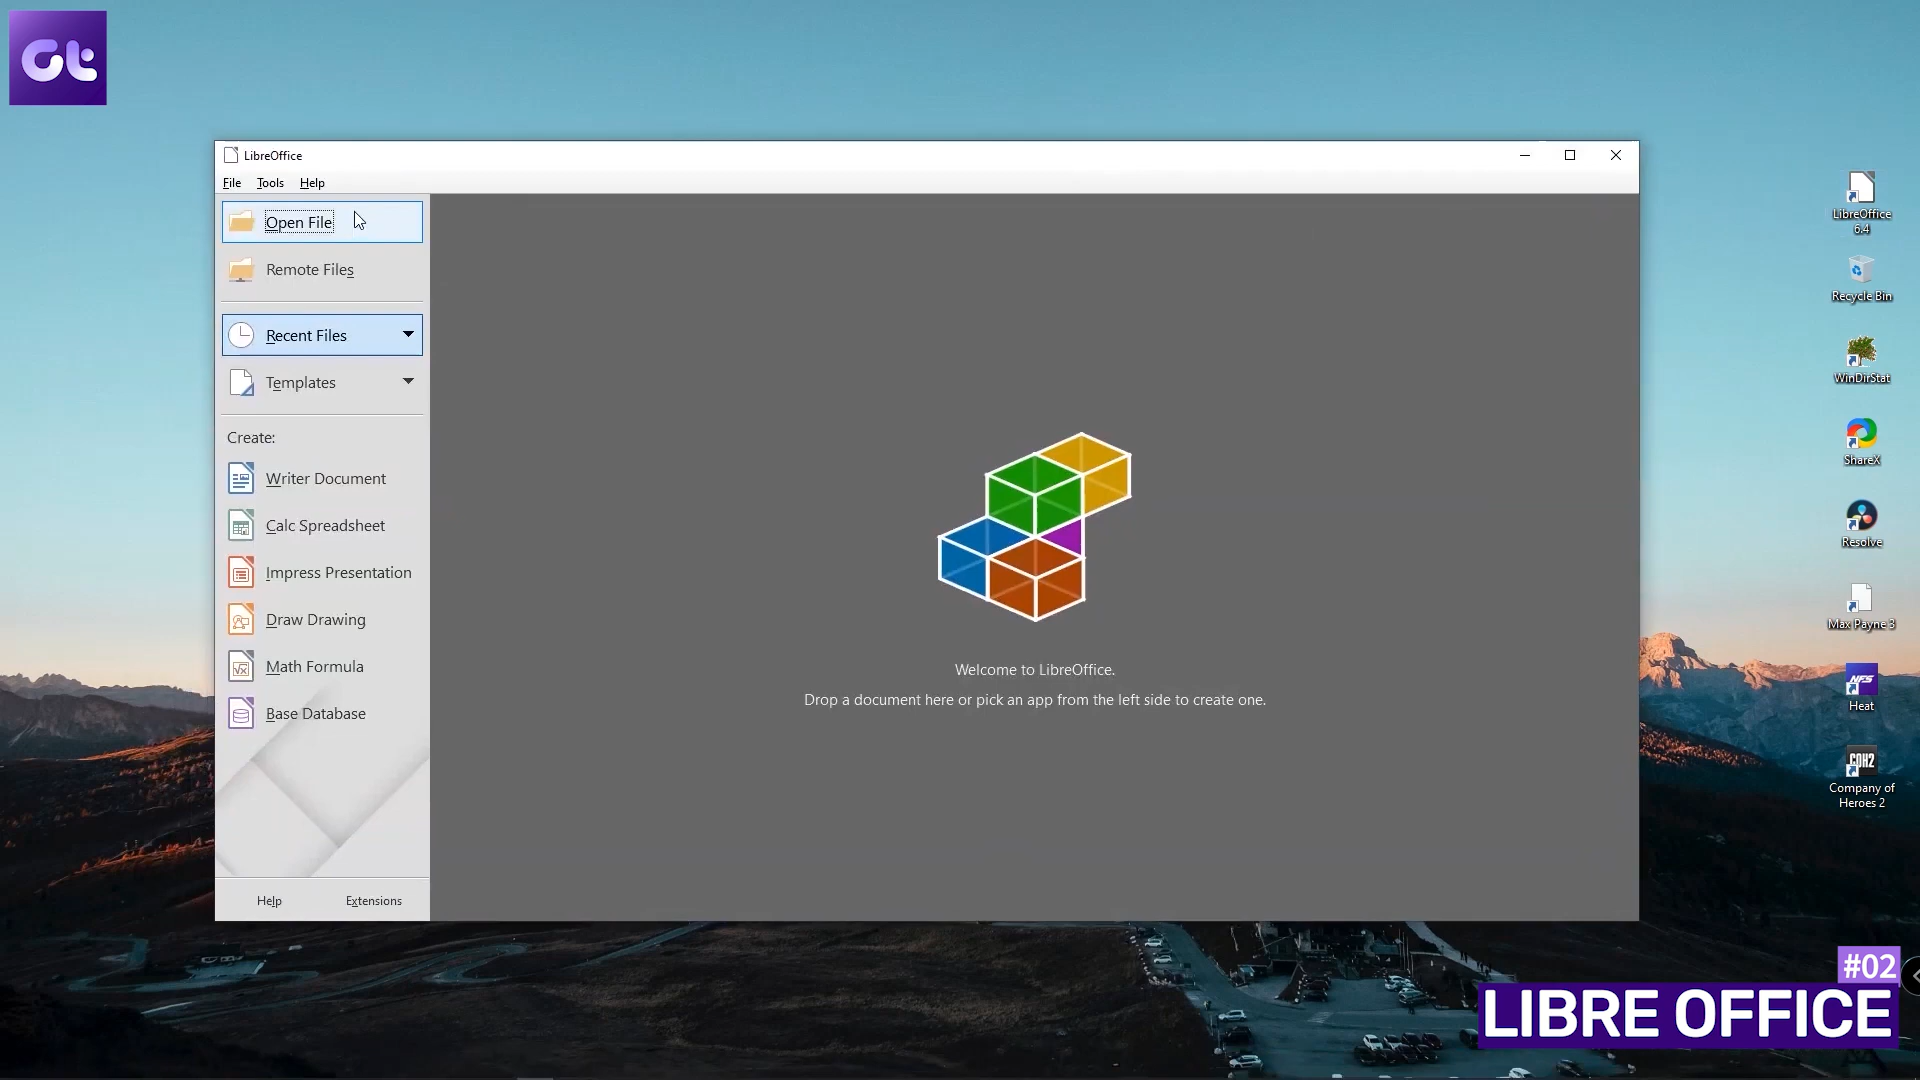 Gt
LibreOffice
File Tools Help
Open File
Remote Files
Recent Files
Templates
Create:
Writer Document
Calc Spreadsheet
Impress Presentation
Draw Drawing
Math Formula
Base Database
Help Extensions
Welcome to LibreOffice.
Drop a document here or pick an app from the left side to create one.
LibreOffice
6.4
Recycle Bin
WinDirStat
ShareX
Resolve
Max Payne 3
NFS
Heat
COH2
Company of
Heroes 2
#02
LIBRE OFFICE